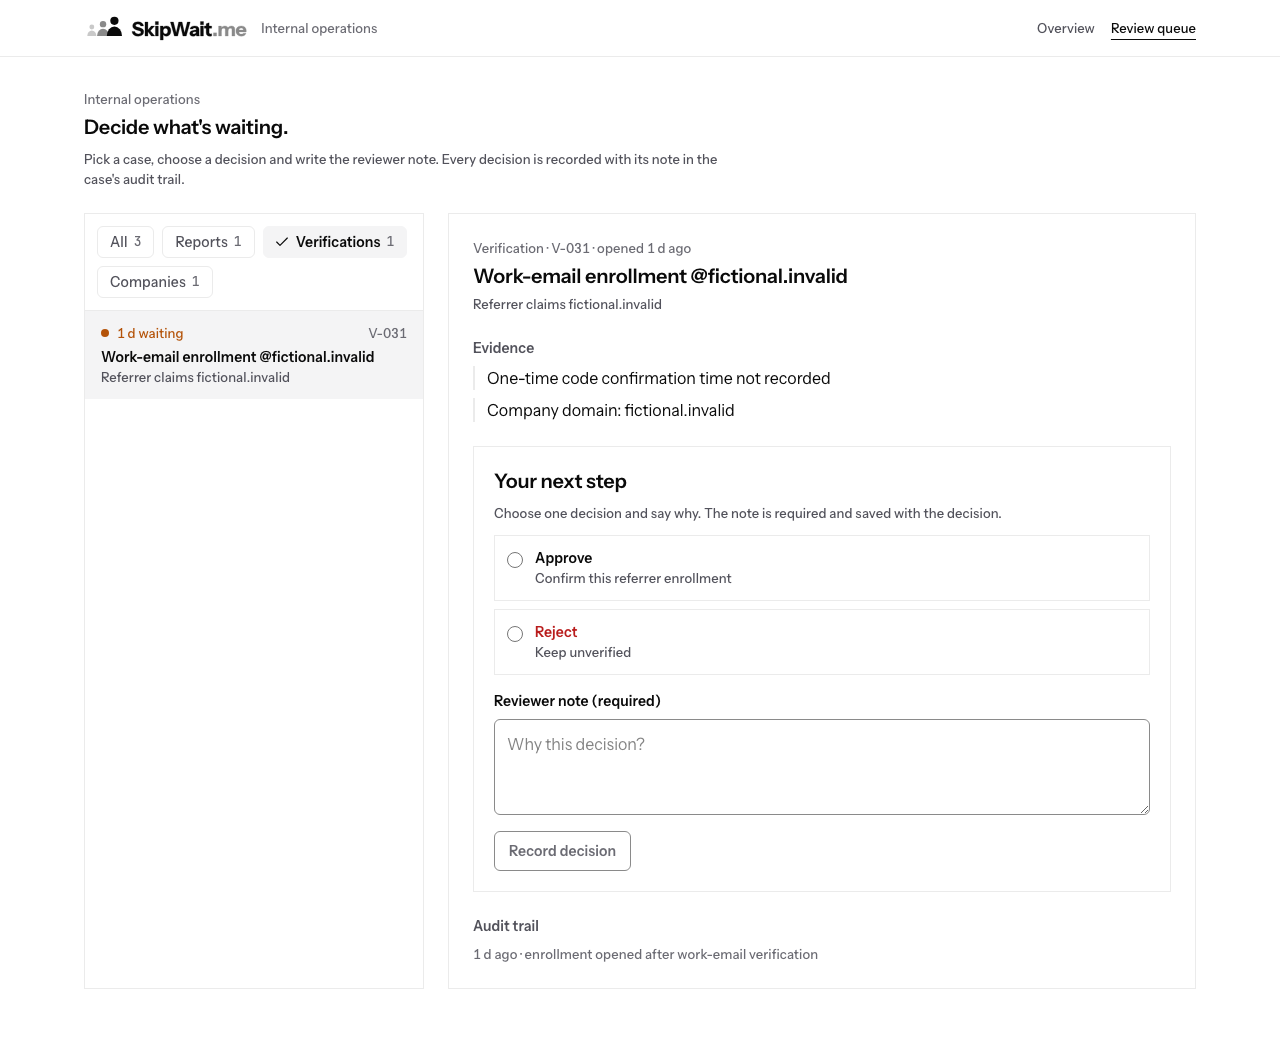 SkipWait.me
Internal operations
Overview
Review queue
Internal operations
Decide what's waiting.
Pick a case, choose a decision and write the reviewer note. Every decision is recorded with its note in the
case's audit trail.
All 3
Reports 1
Verifications 1
Companies 1
1 d waiting
V-031
Work-email enrollment @fictional.invalid
Referrer claims fictional.invalid
Verification · V-031 · opened 1 d ago
Work-email enrollment @fictional.invalid
Referrer claims fictional.invalid
Evidence
One-time code confirmation time not recorded
Company domain: fictional.invalid
Your next step
Choose one decision and say why. The note is required and saved with the decision.
Approve
Confirm this referrer enrollment
Reject
Keep unverified
Reviewer note (required)
Why this decision?
Record decision
Audit trail
1 d ago · enrollment opened after work-email verification